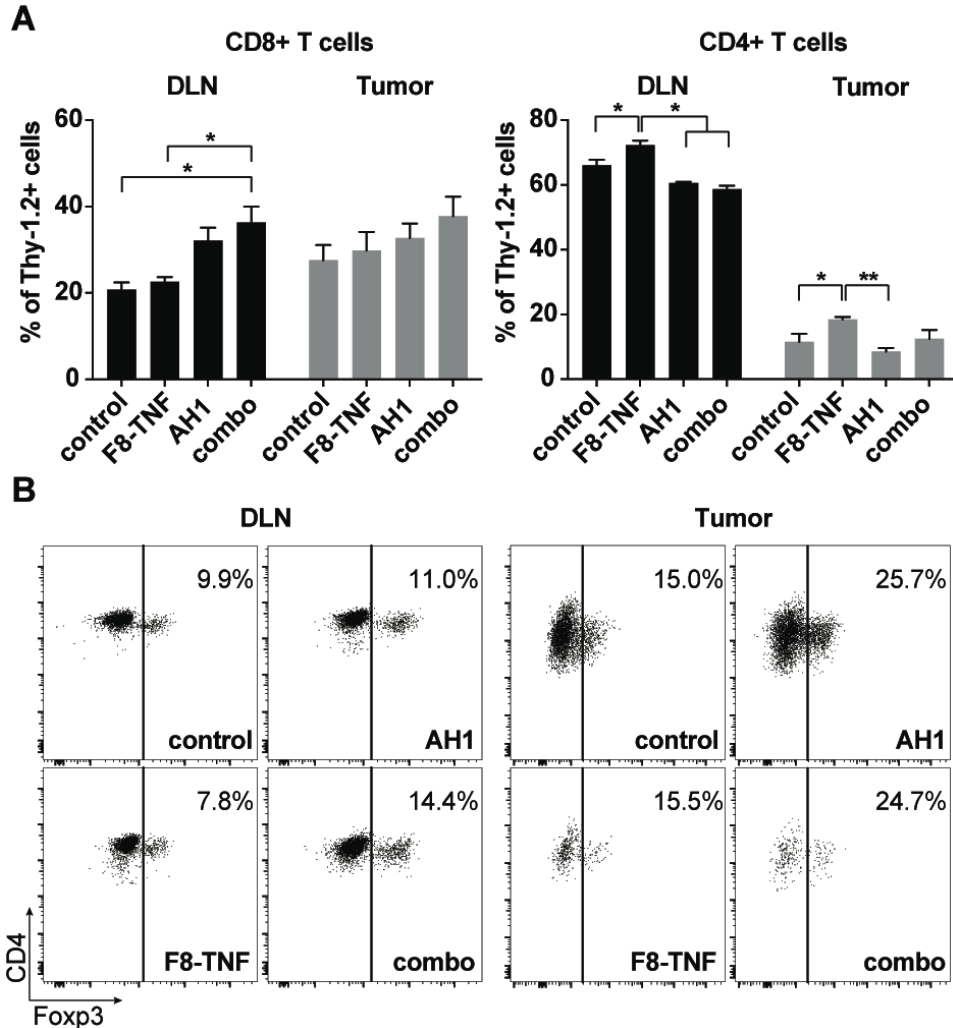 A
CD8+ T cells
CD4+ T cells
DLN
Tumor
DLN
Tumor
% of Thy-1.2+ cells
60
40
20
0
*
*
control
F8-TNF
AH1
combo
control
F8-TNF
AH1
combo
% of Thy-1.2+ cells
80
60
40
20
0
*
*
*
**
control
F8-TNF
AH1
combo
control
F8-TNF
AH1
combo
B
DLN
Tumor
9.9%
control
11.0%
AH1
15.0%
control
25.7%
AH1
7.8%
F8-TNF
14.4%
combo
15.5%
F8-TNF
24.7%
combo
CD4
Foxp3